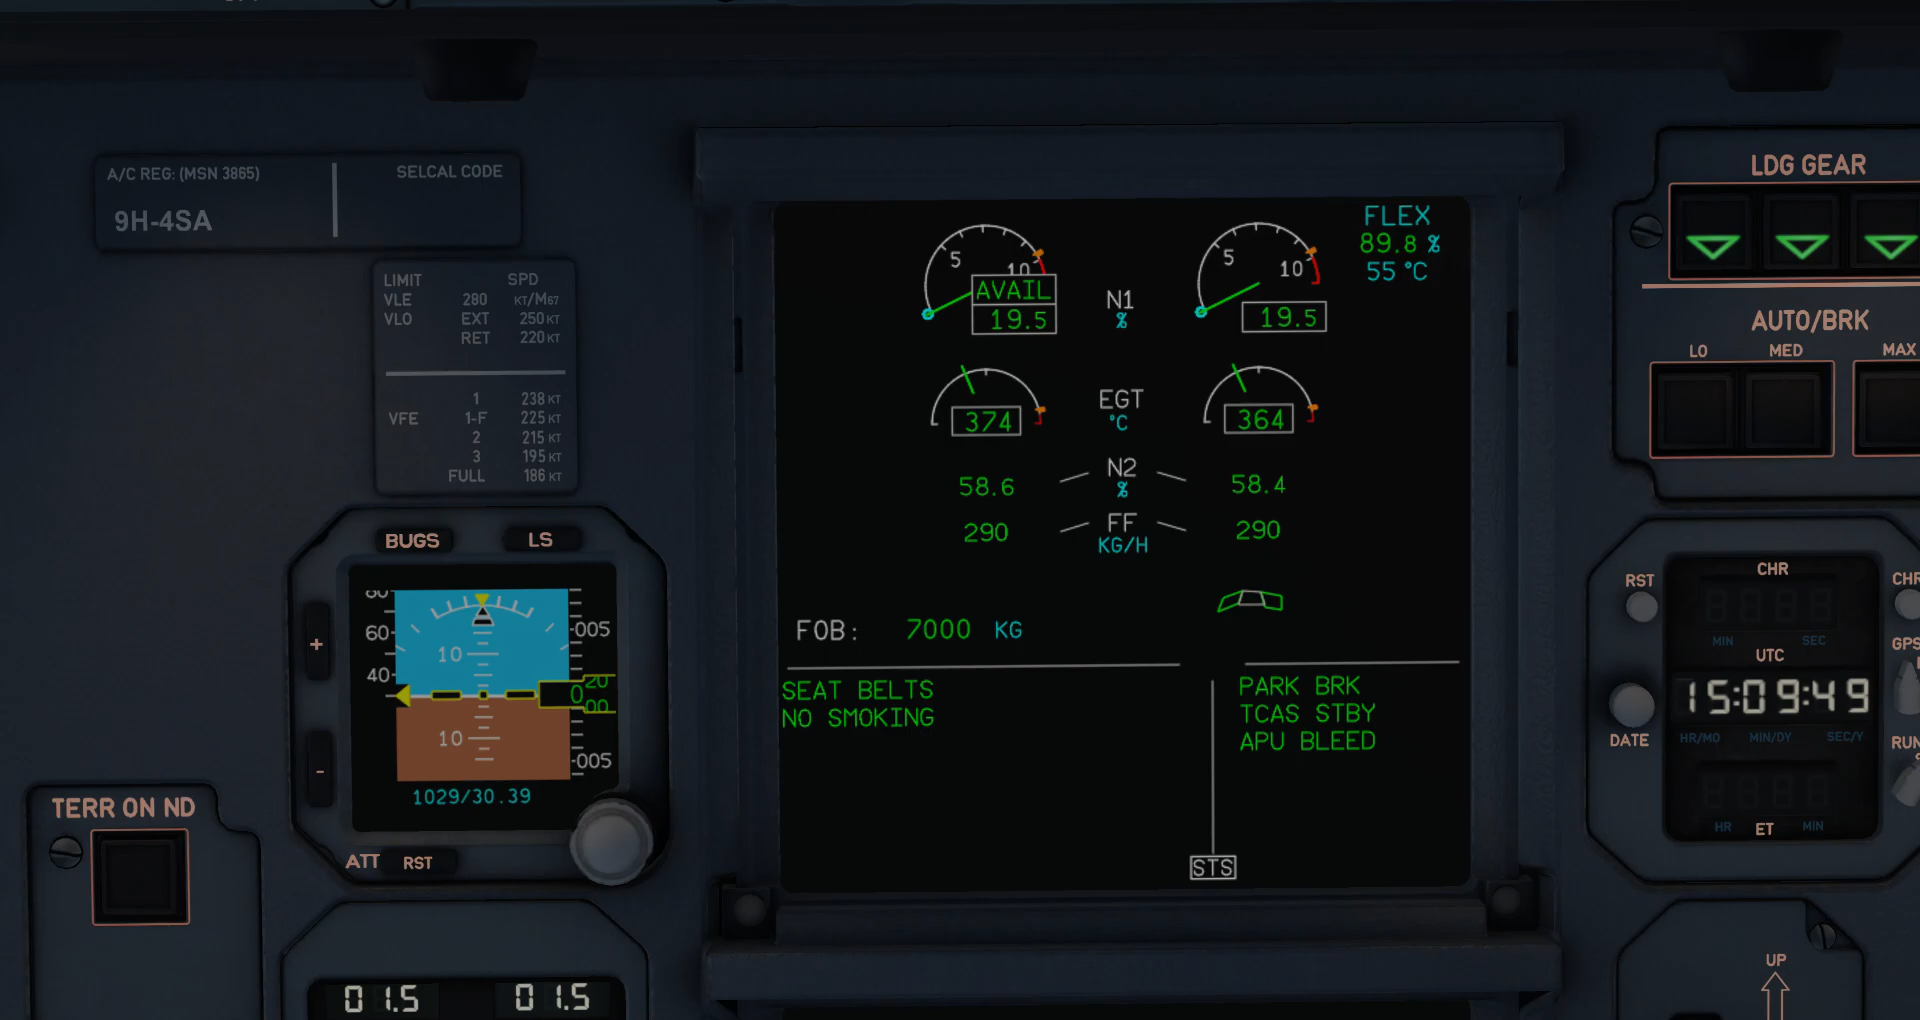 A/C REG: (MSN 3865)
SELCAL CODE
9H-4SA
LIMIT SPD
VLE 280 KT/M67
VLO EXT 250 KT
RET 220 KT
1 238 KT
VFE 1-F 225 KT
2 215 KT
3 195 KT
FULL 186 KT
BUGS LS
60
40
10
10
005
005
0 20
00
+
-
1029/30.39
ATT RST
TERR ON ND
01.5 01.5
FLEX
89.8 %
55 °C
5 10
AVAIL
19.5
N1
%
5 10
19.5
374
EGT
°C
364
58.6
N2
%
58.4
290
FF
KG/H
290
FOB: 7000 KG
SEAT BELTS
NO SMOKING
PARK BRK
TCAS STBY
APU BLEED
STS
LDG GEAR
AUTO/BRK
LO MED MAX
RST CHR CHR
MIN SEC
UTC GPS
15:09:49
DATE HR/MO MIN/DY SEC/Y
RUN
HR ET MIN
UP